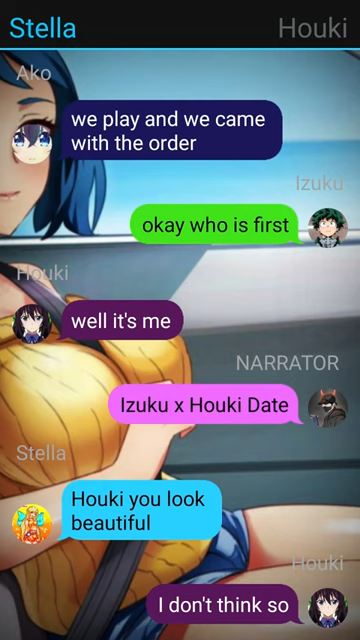 Stella
Houki
Ako
we play and we came
with the order
Izuku
okay who is first
Houki
well it's me
NARRATOR
Izuku x Houki Date
Stella
Houki you look
beautiful
Houki
I don't think so